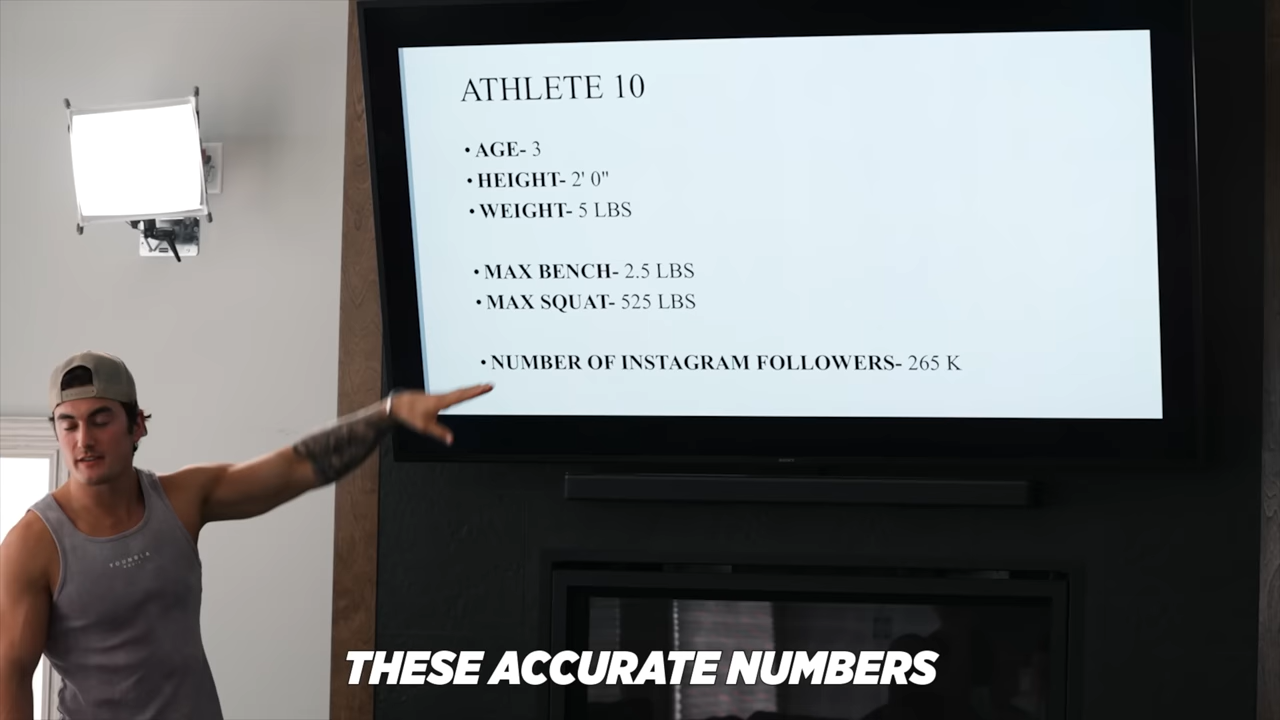 ATHLETE 10
• AGE- 3
• HEIGHT- 2' 0"
• WEIGHT- 5 LBS
• MAX BENCH- 2.5 LBS
• MAX SQUAT- 525 LBS
• NUMBER OF INSTAGRAM FOLLOWERS- 265 K
YOUNGLA
THESE ACCURATE NUMBERS